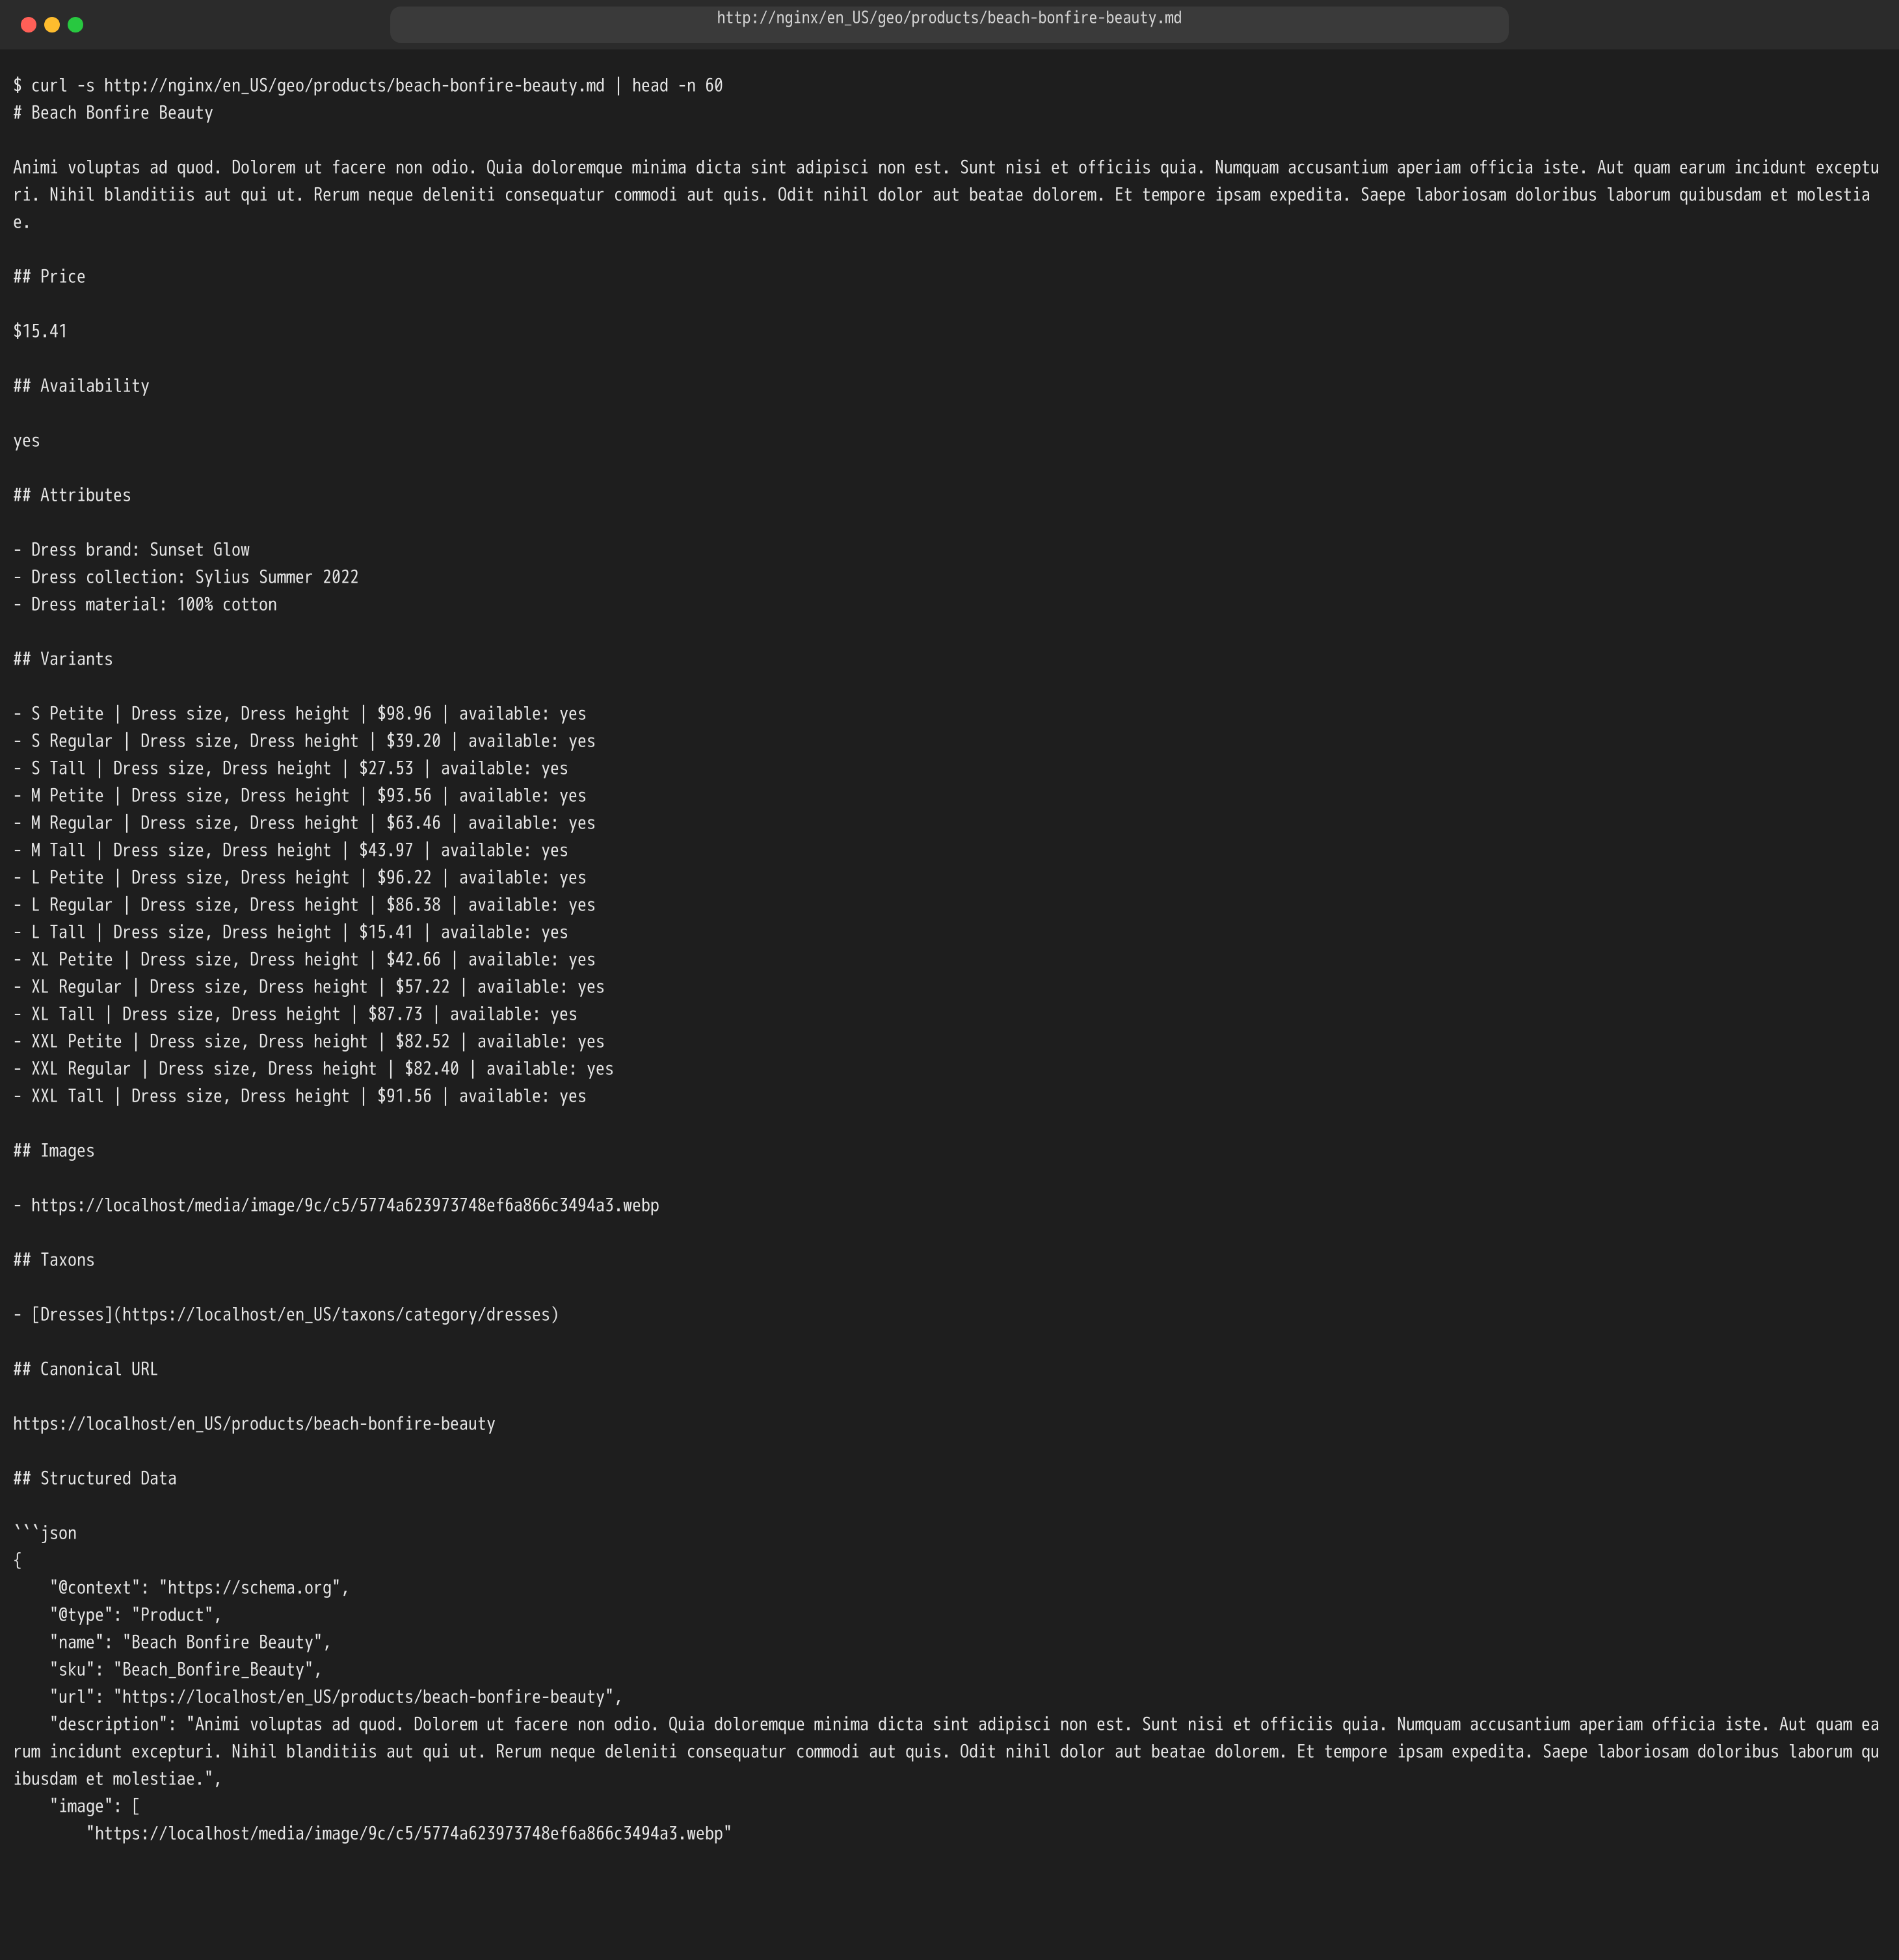 http://nginx/en_US/geo/products/beach-bonfire-beauty.md
$ curl -s http://nginx/en_US/geo/products/beach-bonfire-beauty.md | head -n 60
# Beach Bonfire Beauty
Animi voluptas ad quod. Dolorem ut facere non odio. Quia doloremque minima dicta sint adipisci non est. Sunt nisi et officiis quia. Numquam accusantium aperiam officia iste. Aut quam earum incidunt exceptu
ri. Nihil blanditiis aut qui ut. Rerum neque deleniti consequatur commodi aut quis. Odit nihil dolor aut beatae dolorem. Et tempore ipsam expedita. Saepe laboriosam doloribus laborum quibusdam et molestia
e.
## Price
$15.41
## Availability
yes
## Attributes
- Dress brand: Sunset Glow
- Dress collection: Sylius Summer 2022
- Dress material: 100% cotton
## Variants
- S Petite | Dress size, Dress height | $98.96 | available: yes
- S Regular | Dress size, Dress height | $39.20 | available: yes
- S Tall | Dress size, Dress height | $27.53 | available: yes
- M Petite | Dress size, Dress height | $93.56 | available: yes
- M Regular | Dress size, Dress height | $63.46 | available: yes
- M Tall | Dress size, Dress height | $43.97 | available: yes
- L Petite | Dress size, Dress height | $96.22 | available: yes
- L Regular | Dress size, Dress height | $86.38 | available: yes
- L Tall | Dress size, Dress height | $15.41 | available: yes
- XL Petite | Dress size, Dress height | $42.66 | available: yes
- XL Regular | Dress size, Dress height | $57.22 | available: yes
- XL Tall | Dress size, Dress height | $87.73 | available: yes
- XXL Petite | Dress size, Dress height | $82.52 | available: yes
- XXL Regular | Dress size, Dress height | $82.40 | available: yes
- XXL Tall | Dress size, Dress height | $91.56 | available: yes
## Images
- https://localhost/media/image/9c/c5/5774a623973748ef6a866c3494a3.webp
## Taxons
- [Dresses](https://localhost/en_US/taxons/category/dresses)
## Canonical URL
https://localhost/en_US/products/beach-bonfire-beauty
## Structured Data
```json
{
    "@context": "https://schema.org",
    "@type": "Product",
    "name": "Beach Bonfire Beauty",
    "sku": "Beach_Bonfire_Beauty",
    "url": "https://localhost/en_US/products/beach-bonfire-beauty",
    "description": "Animi voluptas ad quod. Dolorem ut facere non odio. Quia doloremque minima dicta sint adipisci non est. Sunt nisi et officiis quia. Numquam accusantium aperiam officia iste. Aut quam ea
rum incidunt excepturi. Nihil blanditiis aut qui ut. Rerum neque deleniti consequatur commodi aut quis. Odit nihil dolor aut beatae dolorem. Et tempore ipsam expedita. Saepe laboriosam doloribus laborum qu
ibusdam et molestiae.",
    "image": [
        "https://localhost/media/image/9c/c5/5774a623973748ef6a866c3494a3.webp"